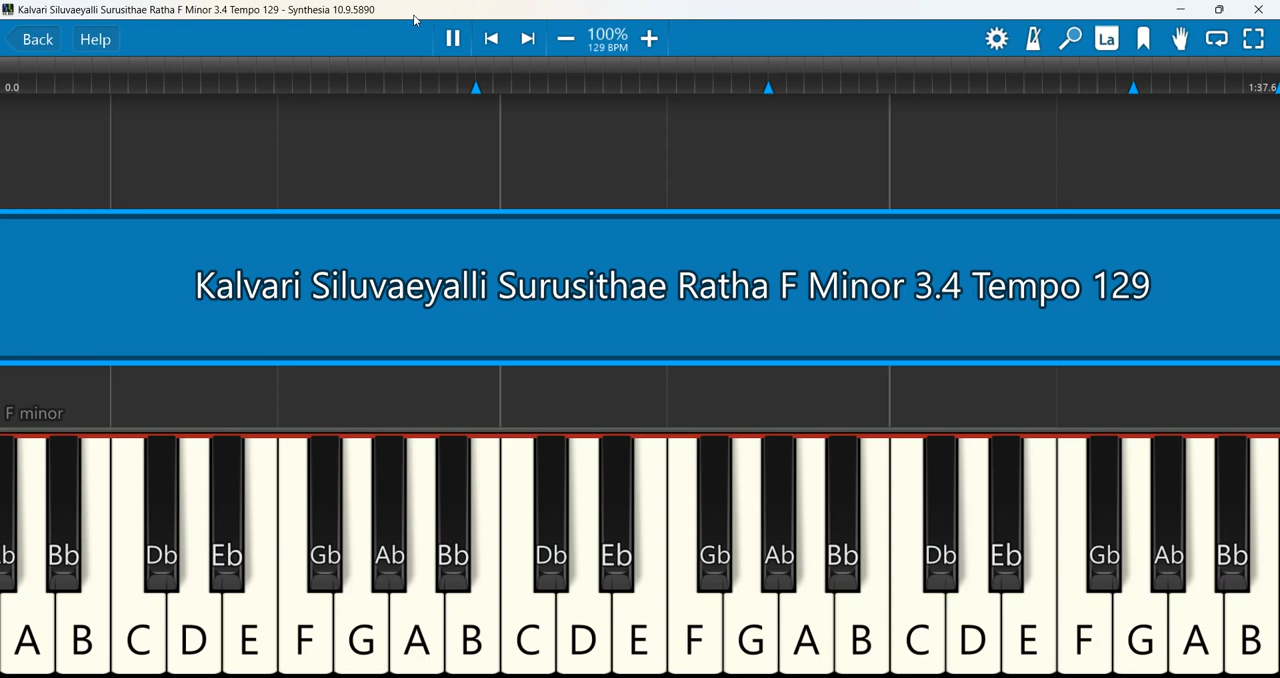 Kalvari Siluvaeyalli Surusithae Ratha F Minor 3.4 Tempo 129 - Synthesia 10.9.5890
Back Help 100% La
129 BPM
0.0 1:37.6
Kalvari Siluvaeyalli Surusithae Ratha F Minor 3.4 Tempo 129
F minor
Bb Db Eb Gb Ab Bb Db Eb Gb Ab Bb Db Eb Gb Ab Bb
A B C D E F G A B C D E F G A B C D E F G A B